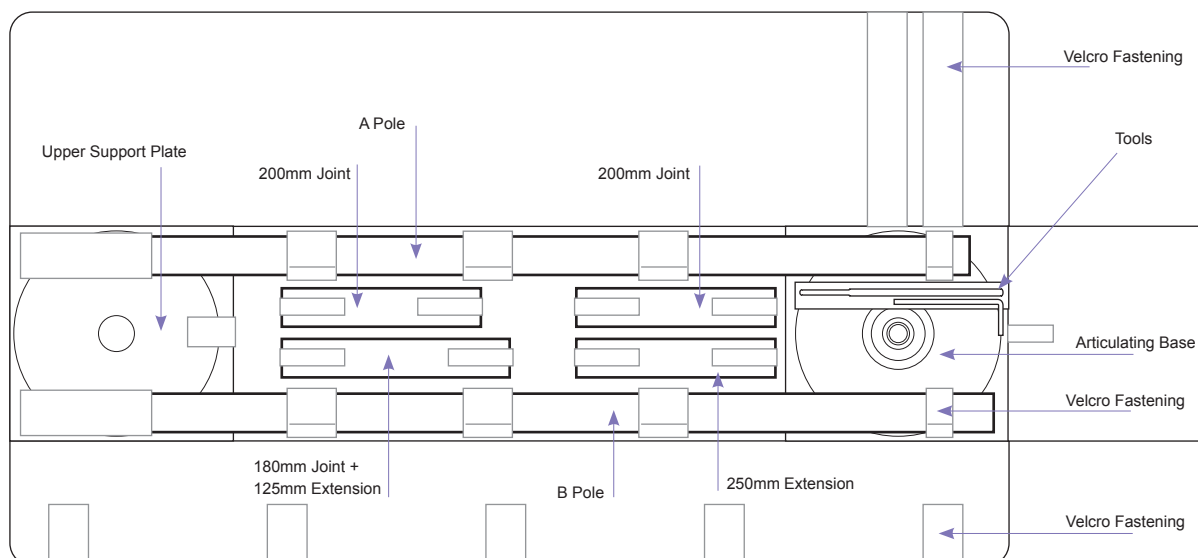 Velcro Fastening
A Pole
Tools
Upper Support Plate
200mm Joint
200mm Joint
Articulating Base
Velcro Fastening
180mm Joint +
125mm Extension
B Pole
250mm Extension
Velcro Fastening